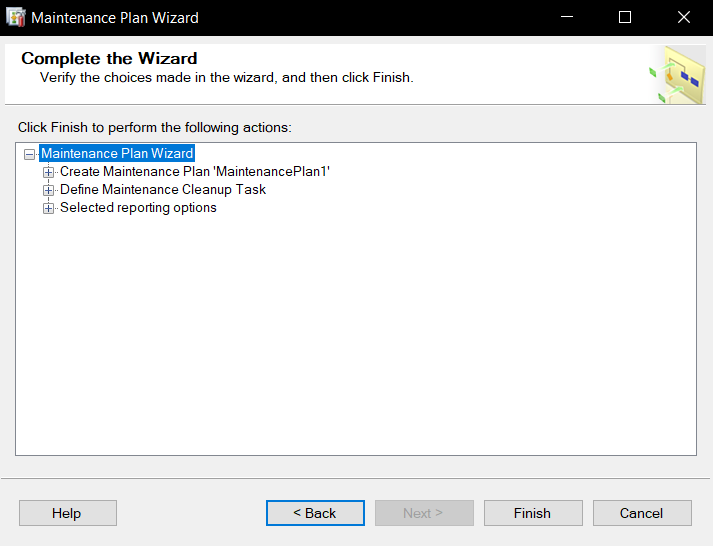 Maintenance Plan Wizard
Complete the Wizard
Verify the choices made in the wizard, and then click Finish.
Click Finish to perform the following actions:
Maintenance Plan Wizard
Create Maintenance Plan 'MaintenancePlan1'
Define Maintenance Cleanup Task
Selected reporting options
Help
< Back
Next >
Finish
Cancel